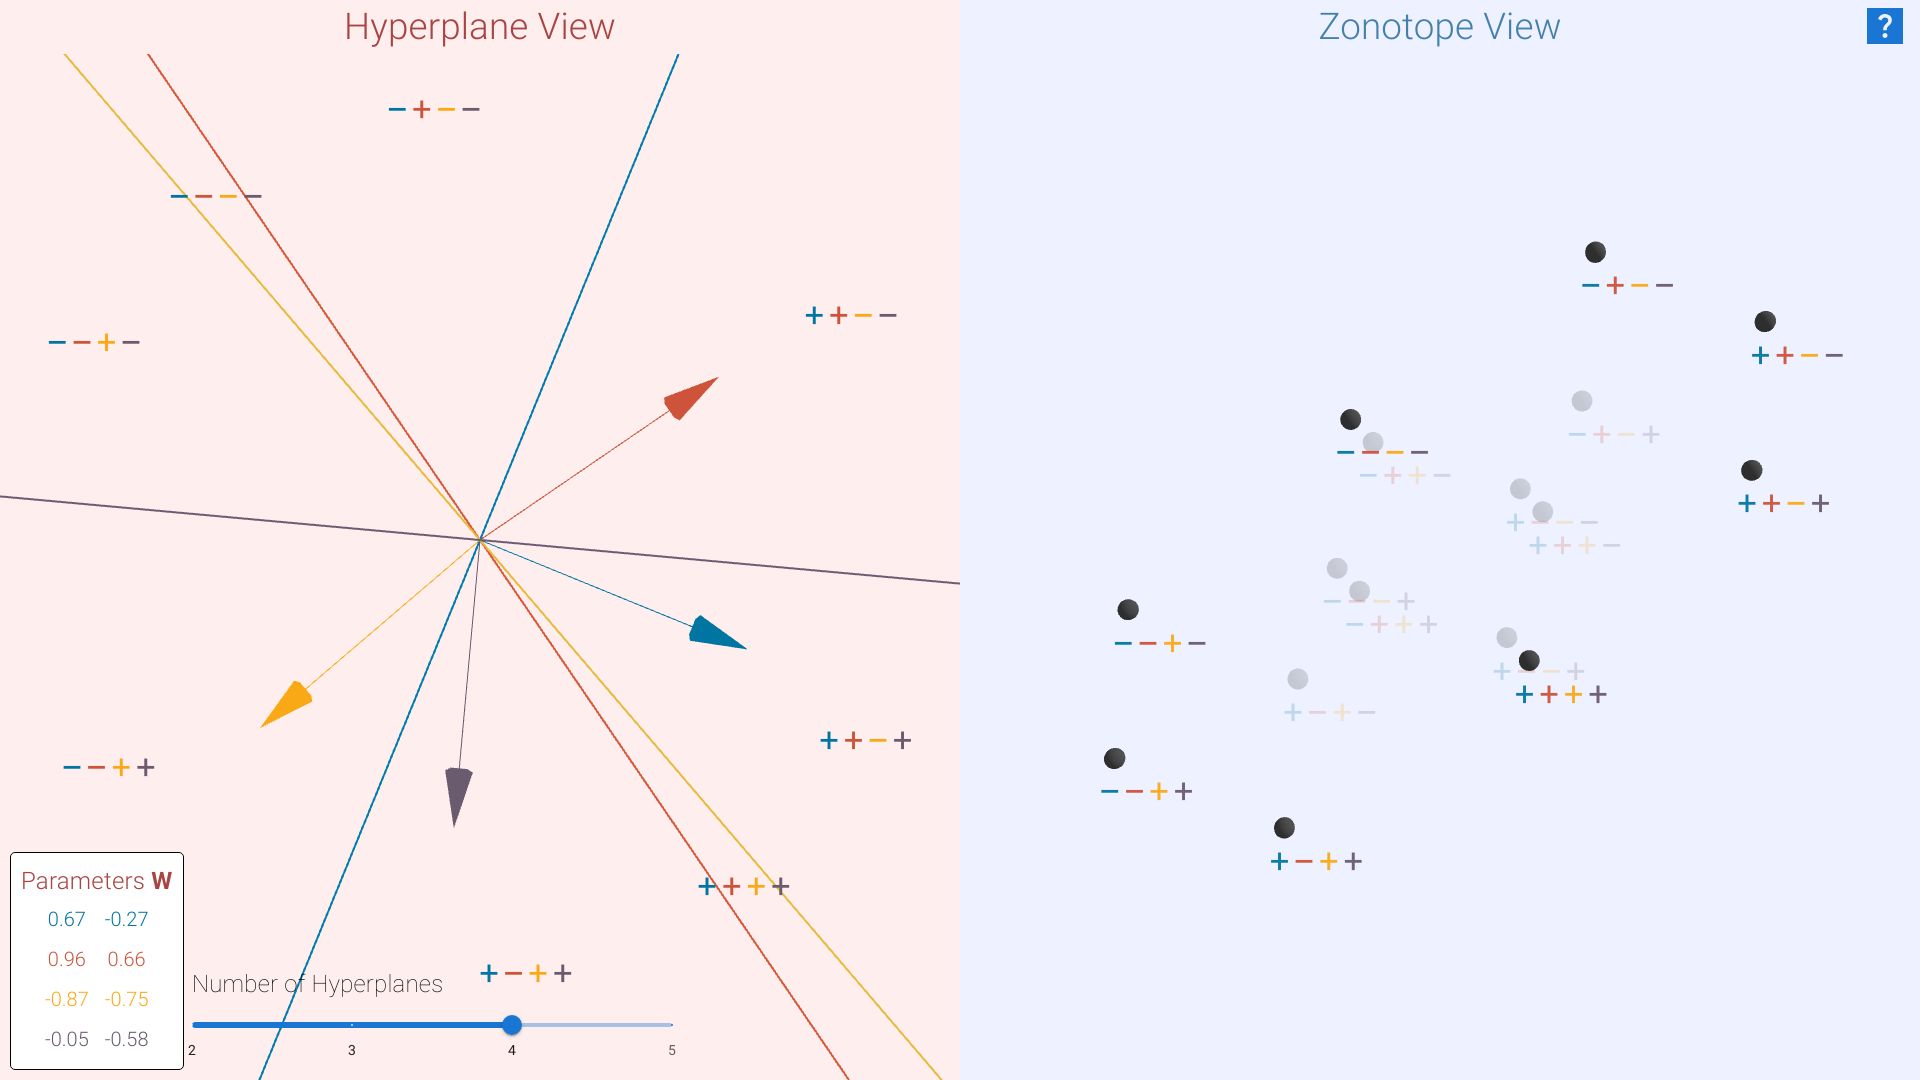 Hyperplane View
− + − −
− − − −
+ + − −
− − + −
+ + − +
− − + +
+ + + +
+ − + +
Parameters W
0.67 -0.27
0.96 0.66
-0.87 -0.75
-0.05 -0.58
Number of Hyperplanes
2 3 4 5
Zonotope View
?
− + − −
+ + − −
− + − +
− − − −
− + + −
+ + − +
+ − − −
+ + + −
− − − +
− + + +
− − + −
+ − − +
+ + + +
+ − + −
− − + +
+ − + +